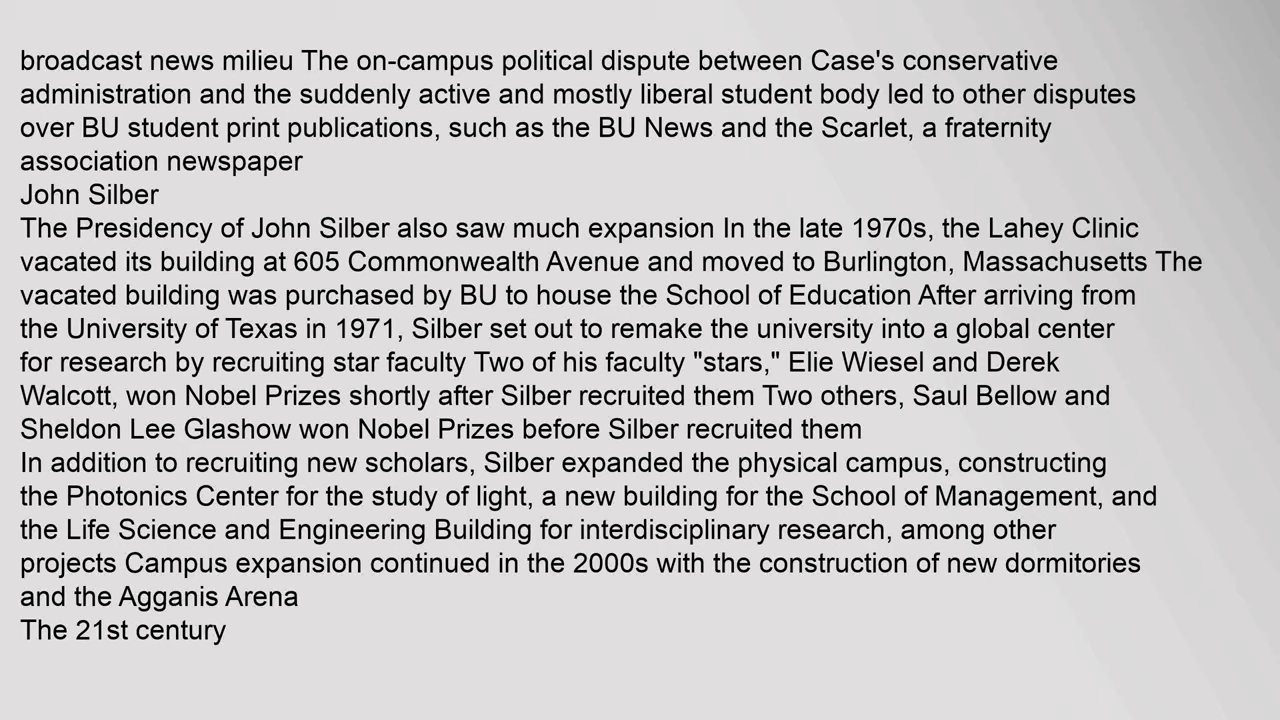 broadcast news milieu The on-campus political dispute between Case's conservative
administration and the suddenly active and mostly liberal student body led to other disputes
over BU student print publications, such as the BU News and the Scarlet, a fraternity
association newspaper
John Silber
The Presidency of John Silber also saw much expansion In the late 1970s, the Lahey Clinic
vacated its building at 605 Commonwealth Avenue and moved to Burlington, Massachusetts The
vacated building was purchased by BU to house the School of Education After arriving from
the University of Texas in 1971, Silber set out to remake the university into a global center
for research by recruiting star faculty Two of his faculty "stars," Elie Wiesel and Derek
Walcott, won Nobel Prizes shortly after Silber recruited them Two others, Saul Bellow and
Sheldon Lee Glashow won Nobel Prizes before Silber recruited them
In addition to recruiting new scholars, Silber expanded the physical campus, constructing
the Photonics Center for the study of light, a new building for the School of Management, and
the Life Science and Engineering Building for interdisciplinary research, among other
projects Campus expansion continued in the 2000s with the construction of new dormitories
and the Agganis Arena
The 21st century